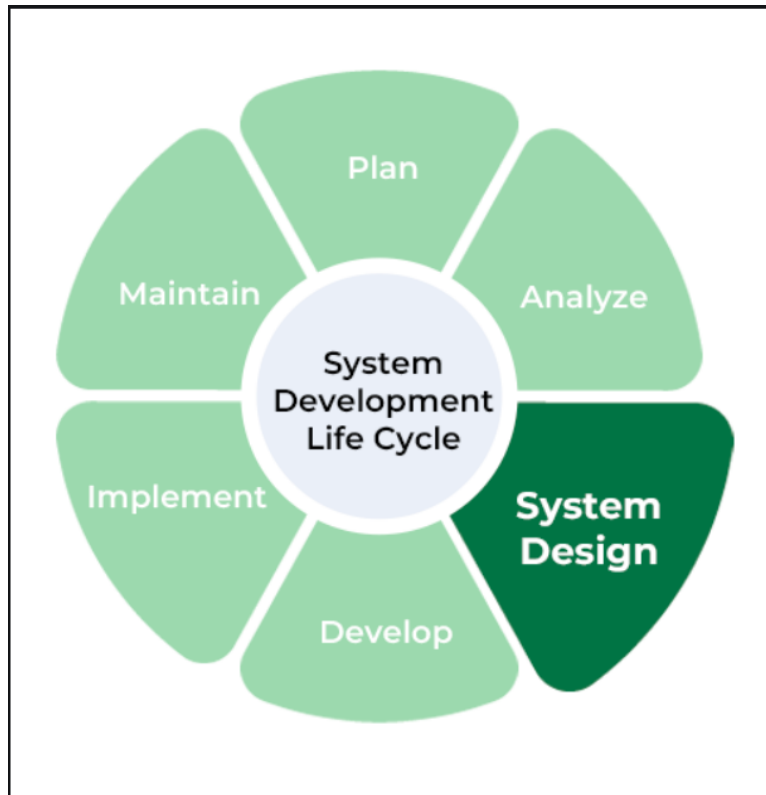 Plan
Analyze
System
Design
Develop
Implement
Maintain
System
Development
Life Cycle